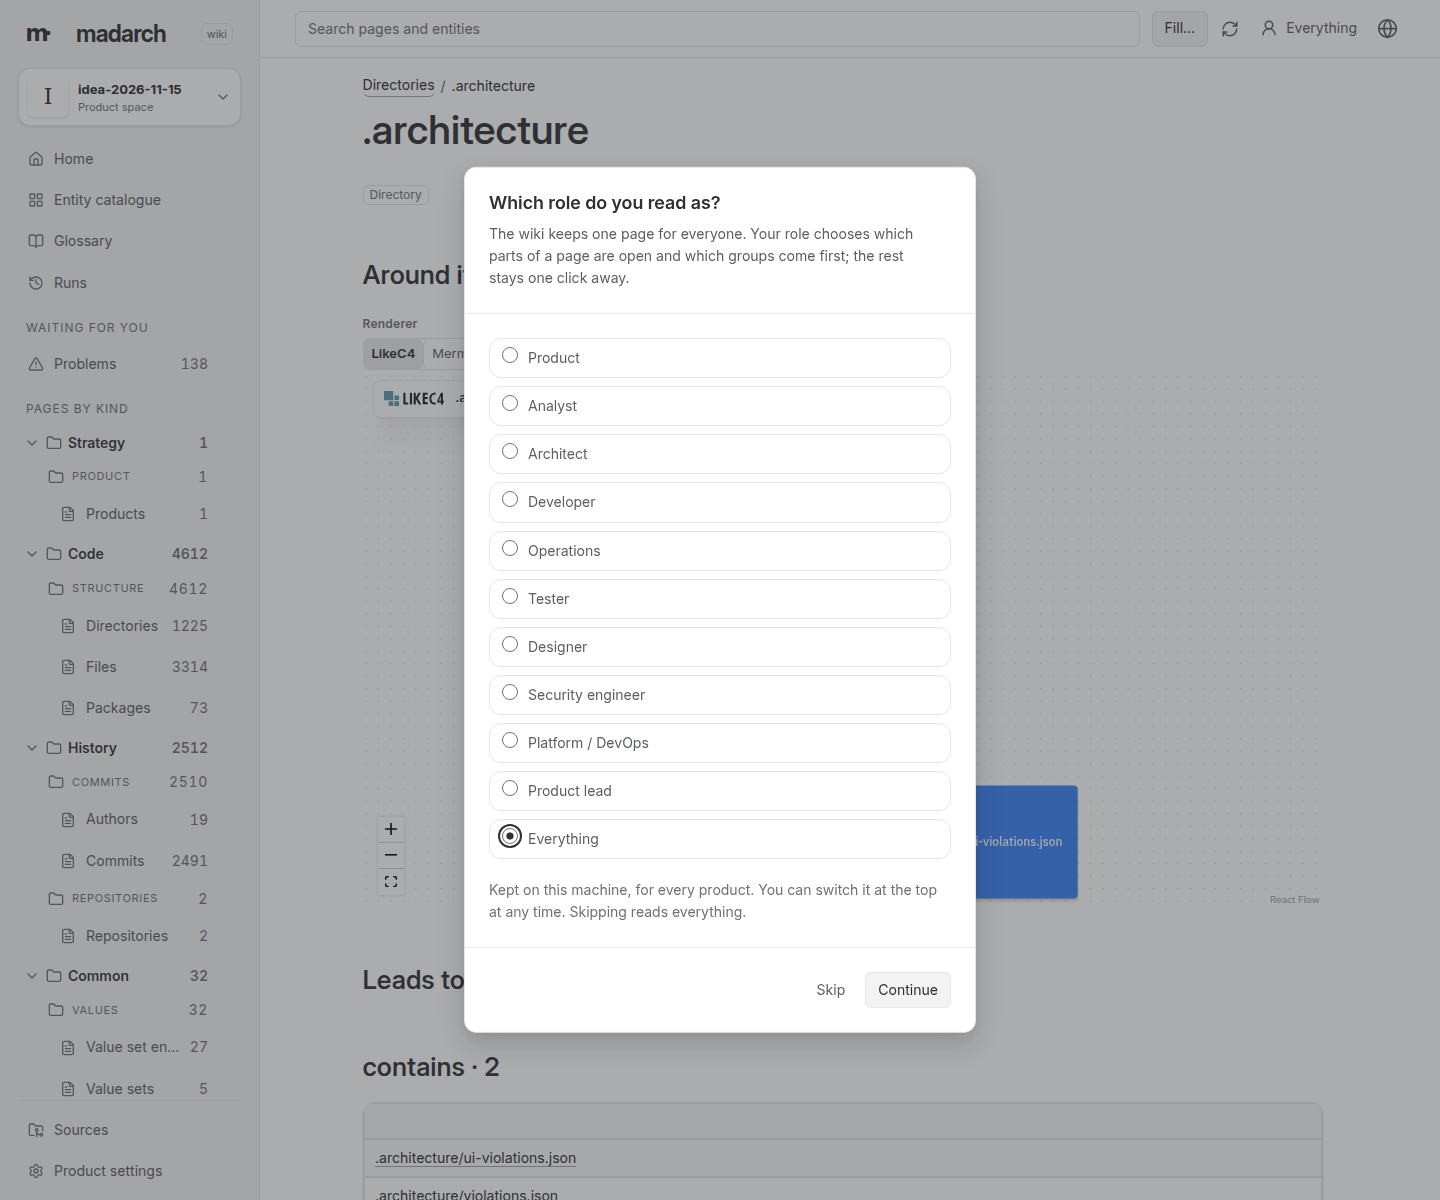 m
madarch
wiki
I
idea-2026-11-15
Product space
Home
Entity catalogue
Glossary
Runs
WAITING FOR YOU
Problems 138
PAGES BY KIND
Strategy 1
PRODUCT 1
Products 1
Code 4612
STRUCTURE 4612
Directories 1225
Files 3314
Packages 73
History 2512
COMMITS 2510
Authors 19
Commits 2491
REPOSITORIES 2
Repositories 2
Common 32
VALUES 32
Value set en... 27
Value sets 5
Sources
Product settings
Search pages and entities
Fill...
Everything
Directories / .architecture
.architecture
Directory
Around
Renderer
LikeC4
LIKEC4
Which role do you read as?
The wiki keeps one page for everyone. Your role chooses which
parts of a page are open and which groups come first; the rest
stays one click away.
Product
Analyst
Architect
Developer
Operations
Tester
Designer
Security engineer
Platform / DevOps
Product lead
Everything
Kept on this machine, for every product. You can switch it at the top
at any time. Skipping reads everything.
Skip
Continue
i-violations.json
React Flow
Leads to
contains · 2
.architecture/ui-violations.json
.architecture/violations.json